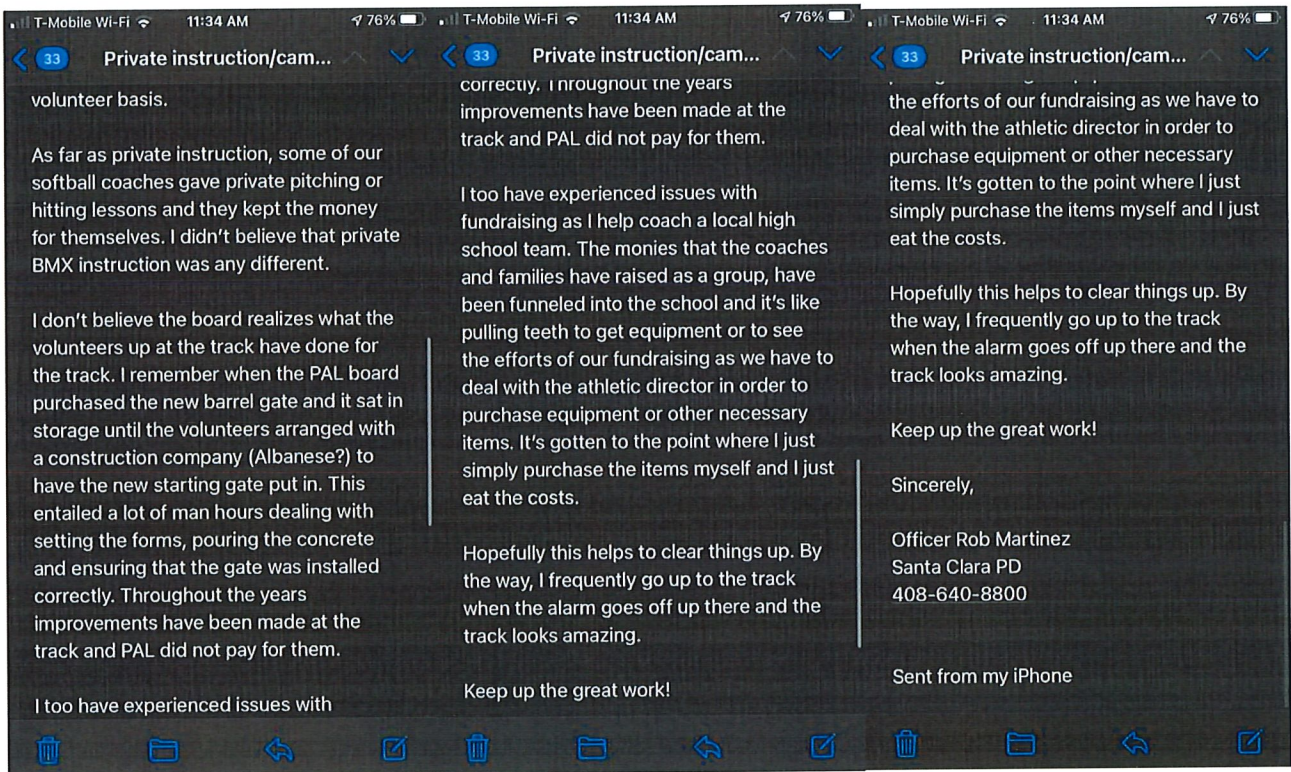 T-Mobile Wi-Fi 11:34 AM 76%
33 Private instruction/cam...
volunteer basis.
As far as private instruction, some of our
softball coaches gave private pitching or
hitting lessons and they kept the money
for themselves. I didn't believe that private
BMX instruction was any different.
I don't believe the board realizes what the
volunteers up at the track have done for
the track. I remember when the PAL board
purchased the new barrel gate and it sat in
storage until the volunteers arranged with
a construction company (Albanese?) to
have the new starting gate put in. This
entailed a lot of man hours dealing with
setting the forms, pouring the concrete
and ensuring that the gate was installed
correctly. Throughout the years
improvements have been made at the
track and PAL did not pay for them.
I too have experienced issues with
T-Mobile Wi-Fi 11:34 AM 76%
33 Private instruction/cam...
correctly. Throughout the years
improvements have been made at the
track and PAL did not pay for them.
I too have experienced issues with
fundraising as I help coach a local high
school team. The monies that the coaches
and families have raised as a group, have
been funneled into the school and it's like
pulling teeth to get equipment or to see
the efforts of our fundraising as we have to
deal with the athletic director in order to
purchase equipment or other necessary
items. It's gotten to the point where I just
simply purchase the items myself and I just
eat the costs.
Hopefully this helps to clear things up. By
the way, I frequently go up to the track
when the alarm goes off up there and the
track looks amazing.
Keep up the great work!
T-Mobile Wi-Fi 11:34 AM 76%
33 Private instruction/cam...
the efforts of our fundraising as we have to
deal with the athletic director in order to
purchase equipment or other necessary
items. It's gotten to the point where I just
simply purchase the items myself and I just
eat the costs.
Hopefully this helps to clear things up. By
the way, I frequently go up to the track
when the alarm goes off up there and the
track looks amazing.
Keep up the great work!
Sincerely,
Officer Rob Martinez
Santa Clara PD
408-640-8800
Sent from my iPhone